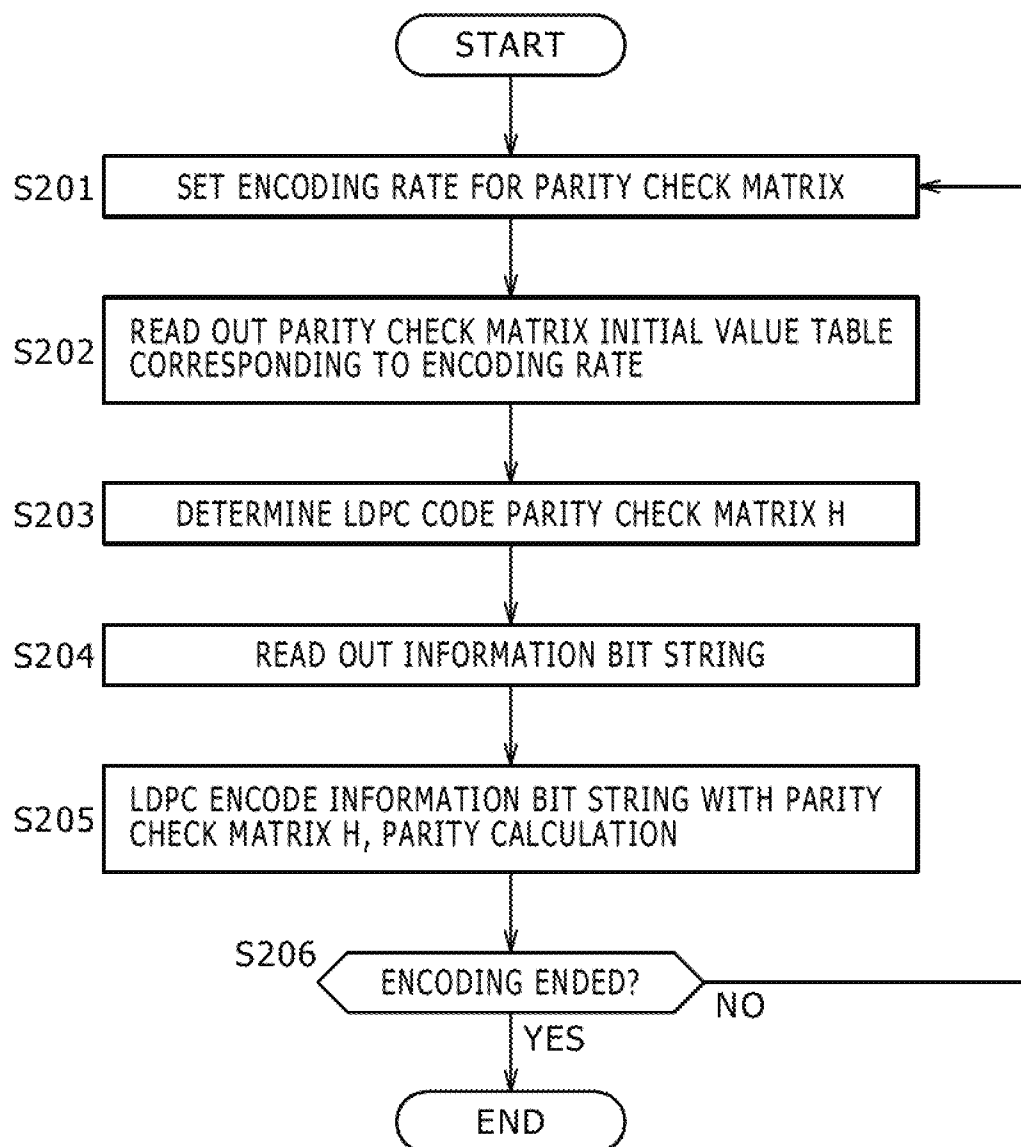 START
S201
SET ENCODING RATE FOR PARITY CHECK MATRIX
S202
READ OUT PARITY CHECK MATRIX INITIAL VALUE TABLE
CORRESPONDING TO ENCODING RATE
S203
DETERMINE LDPC CODE PARITY CHECK MATRIX H
S204
READ OUT INFORMATION BIT STRING
S205
LDPC ENCODE INFORMATION BIT STRING WITH PARITY
CHECK MATRIX H, PARITY CALCULATION
S206
ENCODING ENDED?
NO
YES
END